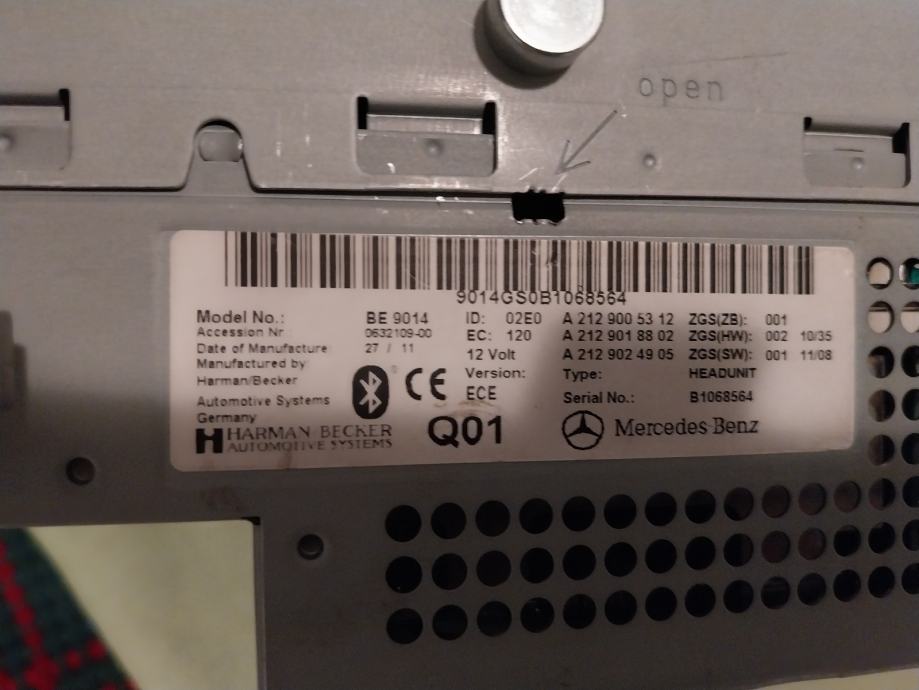 open
9014GS0B1068564
Model No.: BE 9014 ID: 02E0 A 212 900 53 12 ZGS(ZB): 001
Accession Nr 0632109-00 EC: 120 A 212 901 88 02 ZGS(HW): 002 10/35
Date of Manufacture: 27 / 11 12 Volt A 212 902 49 05 ZGS(SW): 001 11/08
Manufactured by: Version: Type: HEADUNIT
Harman/Becker CE ECE Serial No.: B1068564
Automotive Systems
Germany
HARMAN/BECKER Q01 Mercedes-Benz
AUTOMOTIVE SYSTEMS